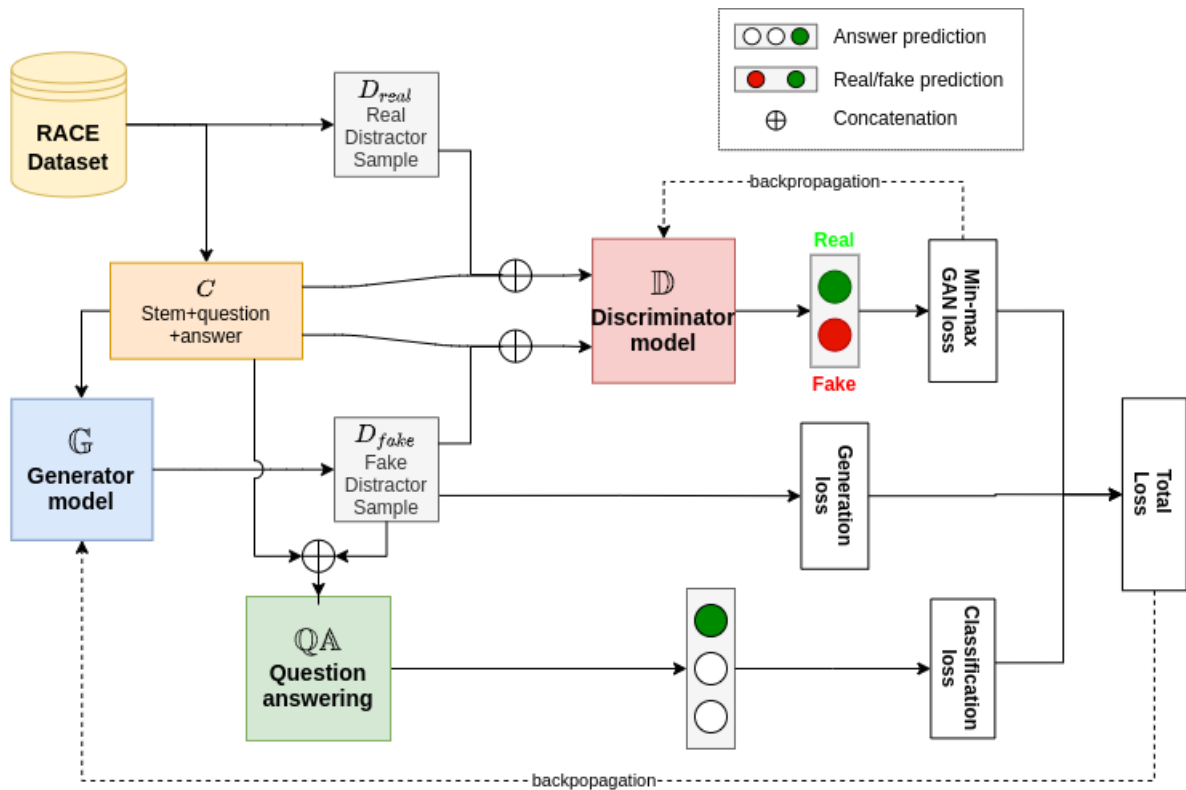 Answer prediction
Real/fake prediction
⊕ Concatenation
RACE
Dataset
D_real
Real
Distractor
Sample
backpropagation
C
Stem+question
+answer
𝔻
Discriminator
model
Real
Fake
Min-max
GAN loss
𝔾
Generator
model
D_fake
Fake
Distractor
Sample
Generation
loss
Total
Loss
ℚ𝔸
Question
answering
Classification
loss
backpopagation